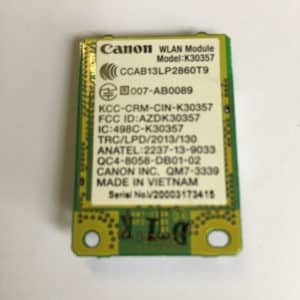 Canon WLAN Module
Model:K30357
CCAB13LP2860T9
007-AB0089
KCC-CRM-CIN-K30357
FCC ID:AZDK30357
IC:498C-K30357
TRC/LPD/2013/130
ANATEL:2237-13-9033
QC4-8058-DB01-02
CANON INC. QM7-3339
MADE IN VIETNAM
Serial No:V20003173415